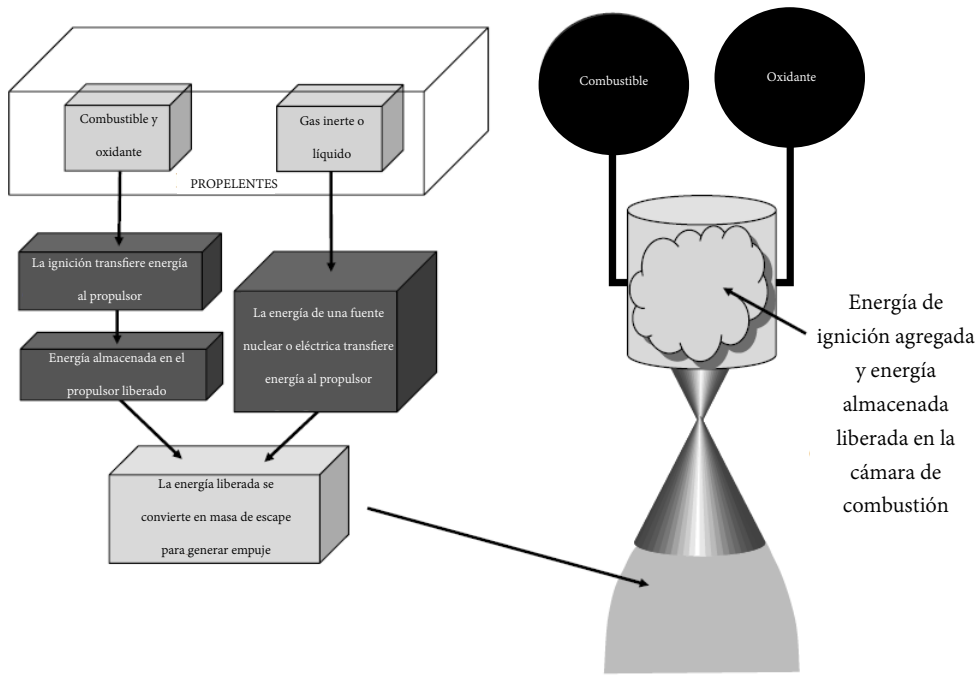 Combustible y
oxidante
Gas inerte o
líquido
PROPELENTES
La ignición transfiere energía
al propulsor
Energía almacenada en el
propulsor liberado
La energía de una fuente
nuclear o eléctrica transfiere
energía al propulsor
La energía liberada se
convierte en masa de escape
para generar empuje
Combustible
Oxidante
Energía de
ignición agregada
y energía
almacenada
liberada en la
cámara de
combustión